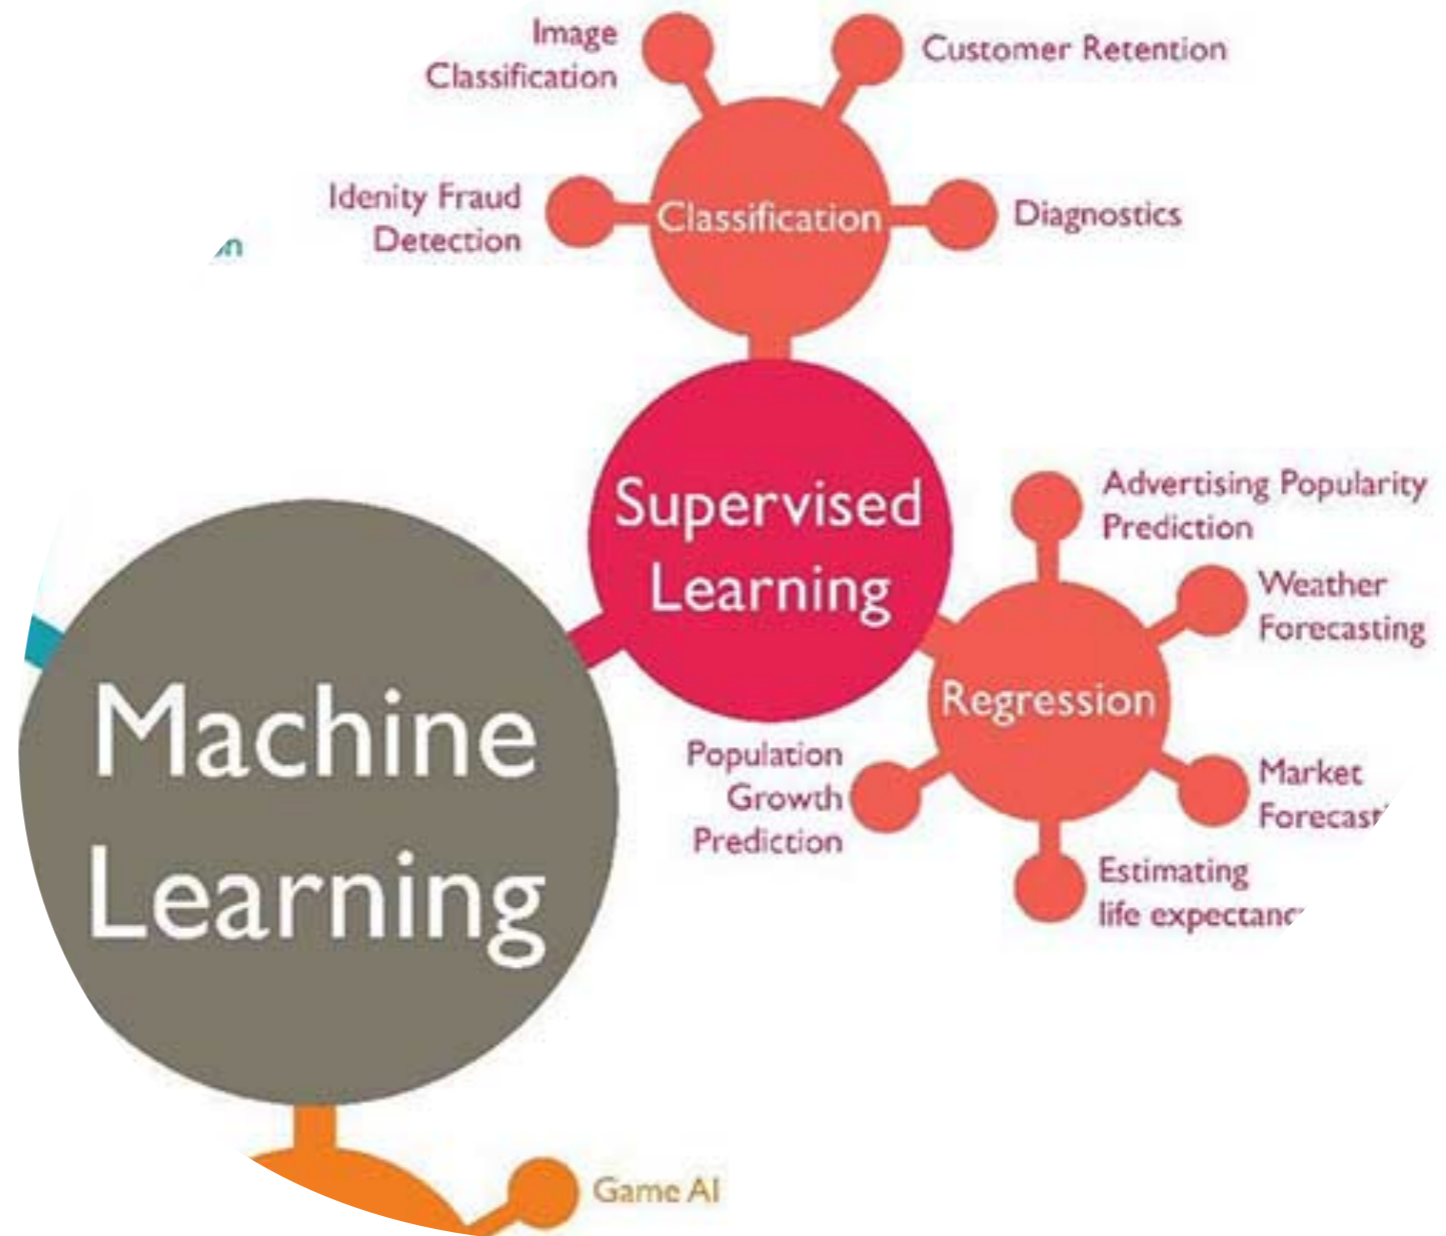 Image
Classification
Customer Retention
Idenity Fraud
Detection
Classification
Diagnostics
Supervised
Learning
Advertising Popularity
Prediction
Weather
Forecasting
Regression
Machine
Learning
Population
Growth
Prediction
Market
Estimating
life
Game AI